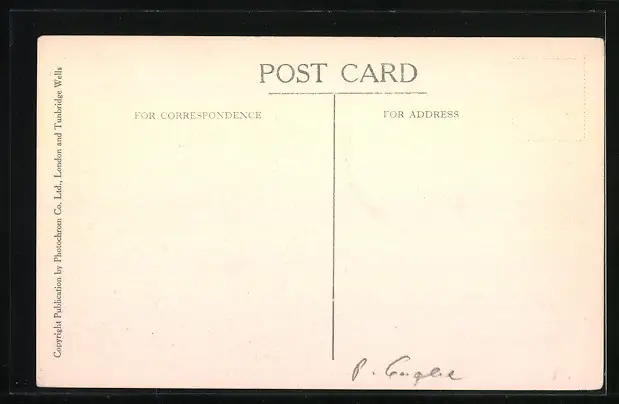 POST CARD
FOR CORRESPONDENCE
FOR ADDRESS
Copyright Publication by Photochrom Co. Ltd., London and Tunbridge Wells
P.